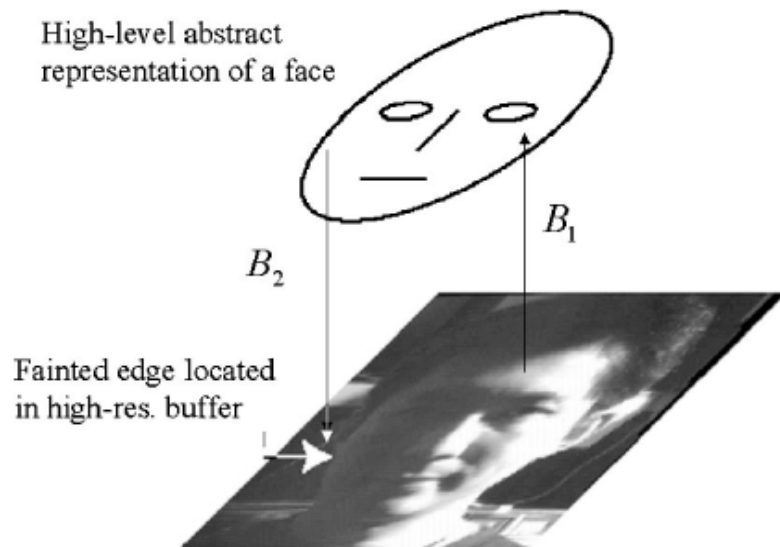 High-level abstract
representation of a face
B₁
B₂
Fainted edge located
in high-res. buffer